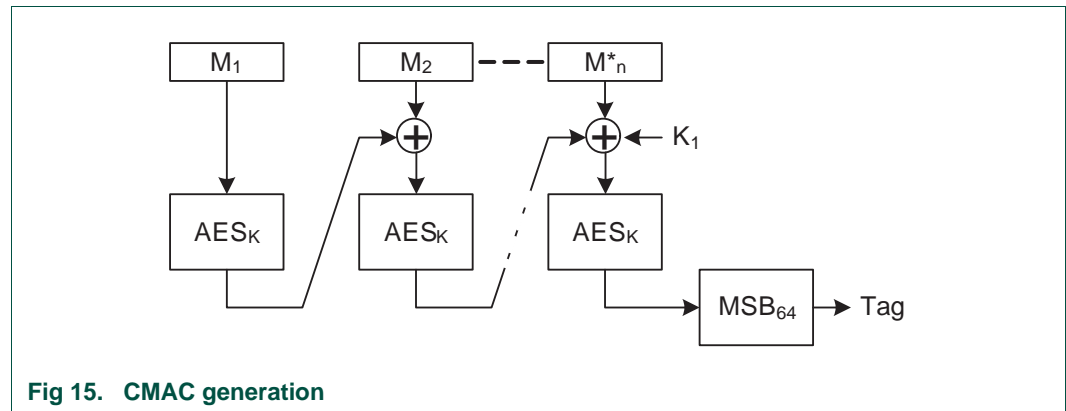 M1
M2
M*n
K1
AESK
AESK
AESK
MSB64
Tag
Fig 15. CMAC generation